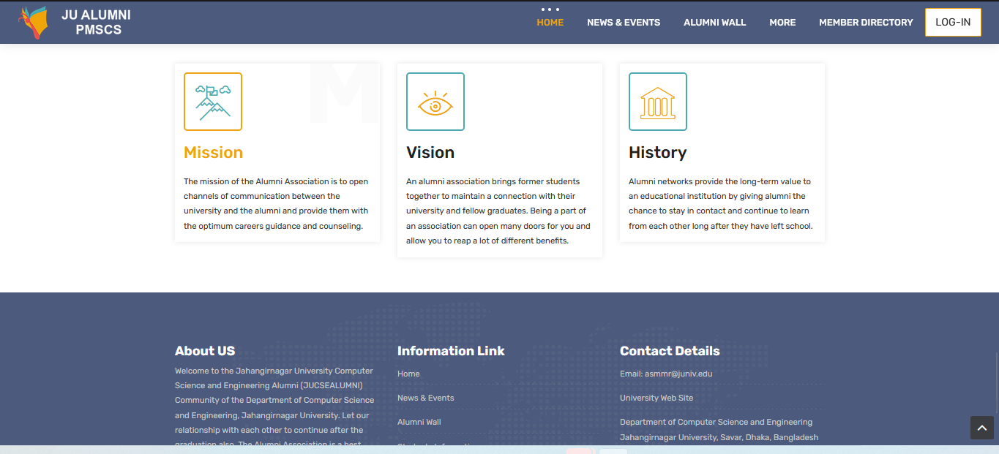 JU ALUMNI
PMSCS
HOME
NEWS & EVENTS
ALUMNI WALL
MORE
MEMBER DIRECTORY
LOG-IN
M
Mission
The mission of the Alumni Association is to open
channels of communication between the
university and the alumni and provide them with
the optimum careers guidance and counseling.
Vision
An alumni association brings former students
together to maintain a connection with their
university and fellow graduates. Being a part of
an association can open many doors for you and
allow you to reap a lot of different benefits.
History
Alumni networks provide the long-term value to
an educational institution by giving alumni the
chance to stay in contact and continue to learn
from each other long after they have left school.
About US
Welcome to the Jahangirnagar University Computer
Science and Engineering Alumni (JUCSEALUMNI)
Community of the Department of Computer Science
and Engineering, Jahangirnagar University. Let our
relationship with each other to continue after the
graduation also. The Alumni Association is a best
Information Link
Home
News & Events
Alumni Wall
Contact Details
Email: asmmr@juniv.edu
University Web Site
Department of Computer Science and Engineering
Jahangirnagar University, Savar, Dhaka, Bangladesh